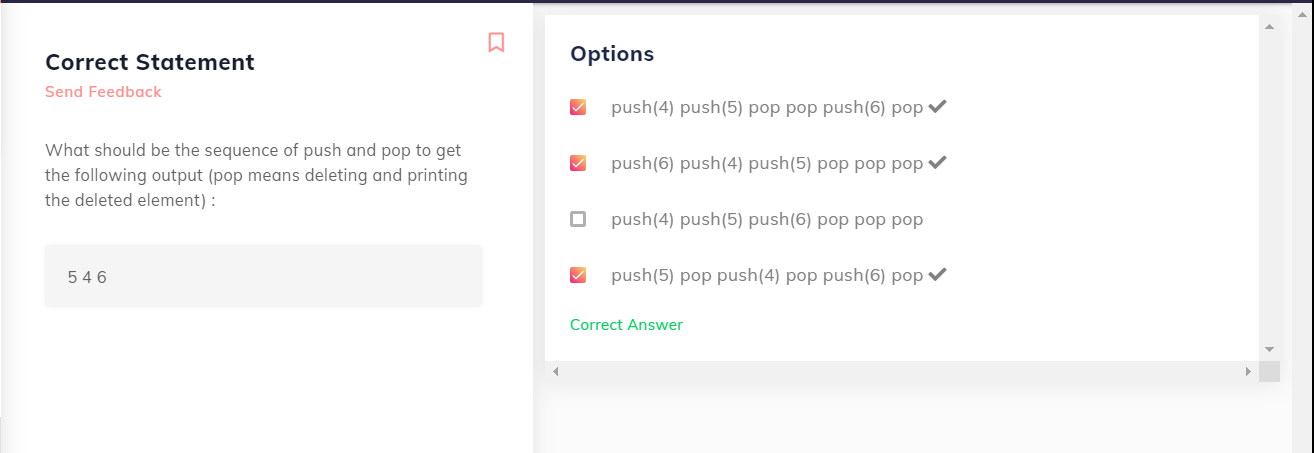 Correct Statement
Send Feedback
What should be the sequence of push and pop to get
the following output (pop means deleting and printing
the deleted element) :
5 4 6
Options
push(4) push(5) pop pop push(6) pop
push(6) push(4) push(5) pop pop pop
push(4) push(5) push(6) pop pop pop
push(5) pop push(4) pop push(6) pop
Correct Answer